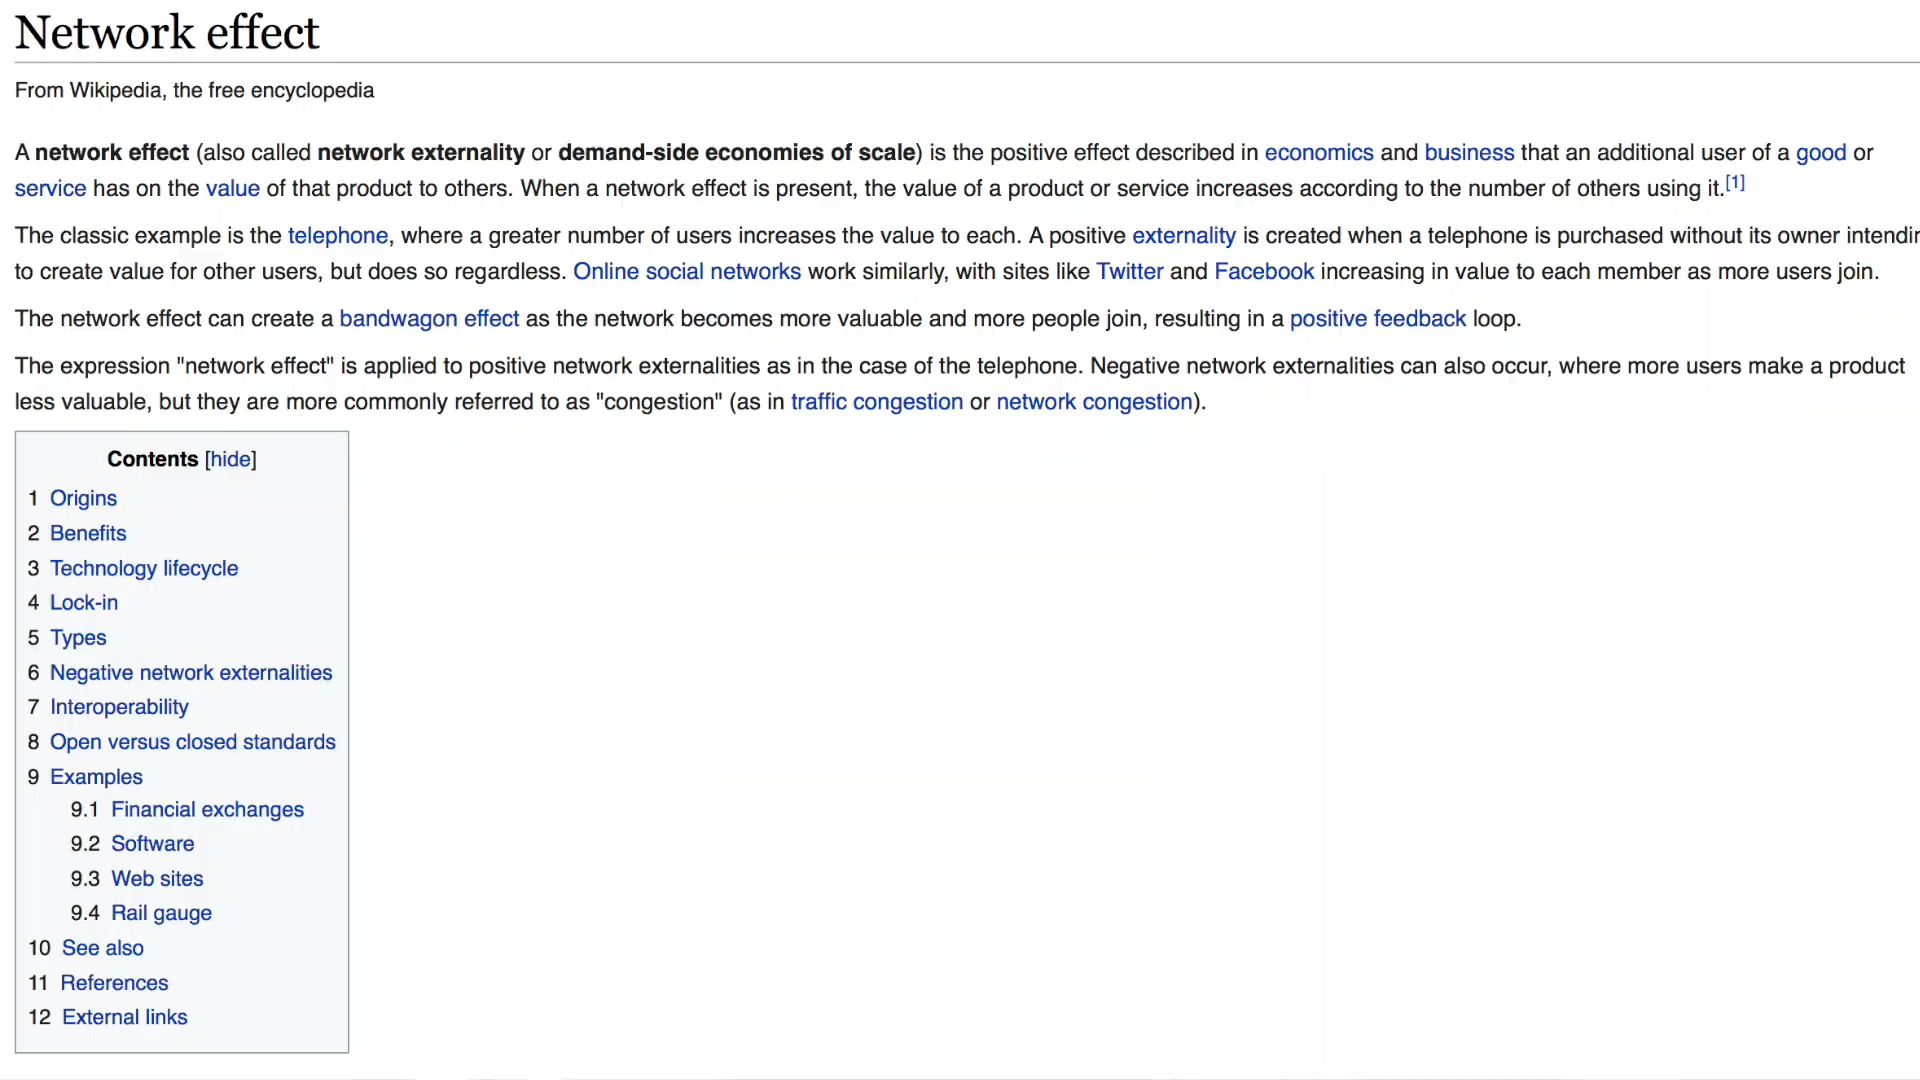 Network effect
From Wikipedia, the free encyclopedia
A network effect (also called network externality or demand-side economies of scale) is the positive effect described in economics and business that an additional user of a good or
service has on the value of that product to others. When a network effect is present, the value of a product or service increases according to the number of others using it.[1]
The classic example is the telephone, where a greater number of users increases the value to each. A positive externality is created when a telephone is purchased without its owner intendin
to create value for other users, but does so regardless. Online social networks work similarly, with sites like Twitter and Facebook increasing in value to each member as more users join.
The network effect can create a bandwagon effect as the network becomes more valuable and more people join, resulting in a positive feedback loop.
The expression "network effect" is applied to positive network externalities as in the case of the telephone. Negative network externalities can also occur, where more users make a product
less valuable, but they are more commonly referred to as "congestion" (as in traffic congestion or network congestion).
Contents [hide]
1 Origins
2 Benefits
3 Technology lifecycle
4 Lock-in
5 Types
6 Negative network externalities
7 Interoperability
8 Open versus closed standards
9 Examples
9.1 Financial exchanges
9.2 Software
9.3 Web sites
9.4 Rail gauge
10 See also
11 References
12 External links